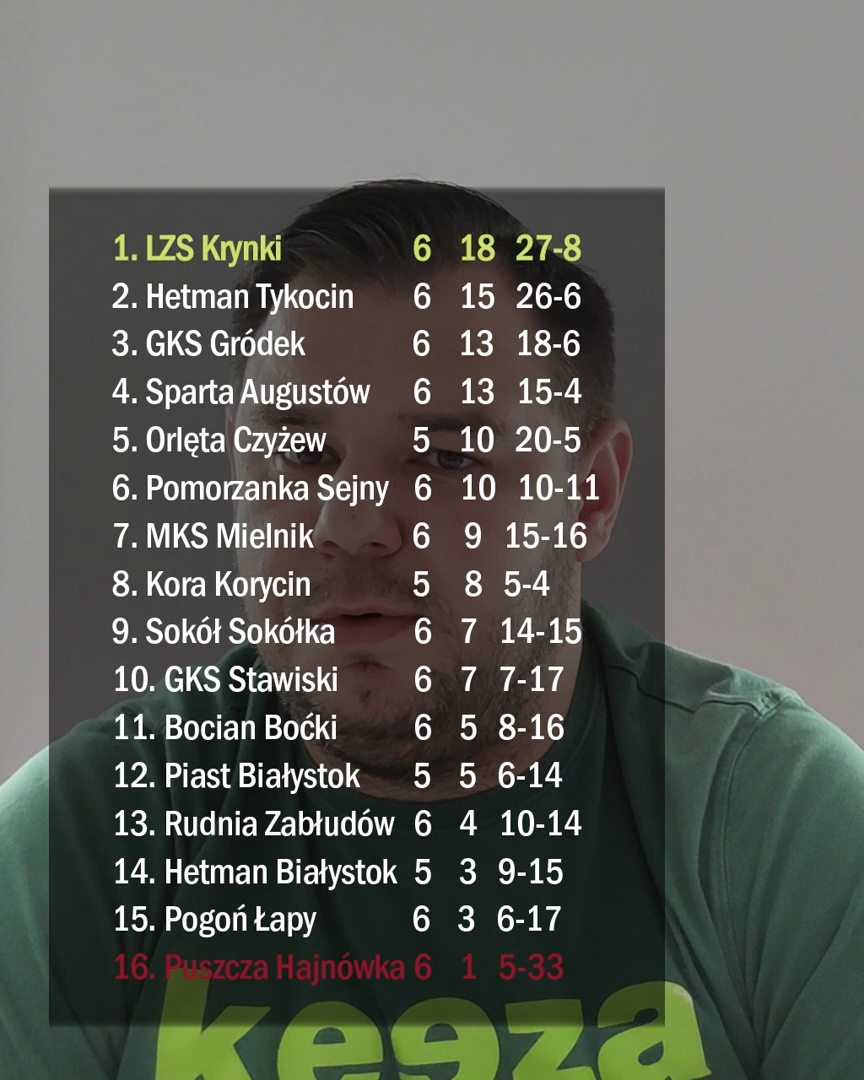 1. LZS Krynki 6 18 27-8
2. Hetman Tykocin 6 15 26-6
3. GKS Gródek 6 13 18-6
4. Sparta Augustów 6 13 15-4
5. Orlęta Czyżew 5 10 20-5
6. Pomorzanka Sejny 6 10 10-11
7. MKS Mielnik 6 9 15-16
8. Kora Korycin 5 8 5-4
9. Sokół Sokółka 6 7 14-15
10. GKS Stawiski 6 7 7-17
11. Bocian Boćki 6 5 8-16
12. Piast Białystok 5 5 6-14
13. Rudnia Zabłudów 6 4 10-14
14. Hetman Białystok 5 3 9-15
15. Pogoń Łapy 6 3 6-17
16. Puszcza Hajnówka 6 1 5-33
keeza